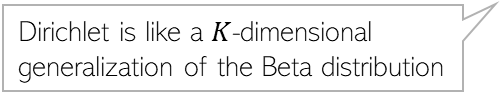 Dirichlet is like a K-dimensional
generalization of the Beta distribution